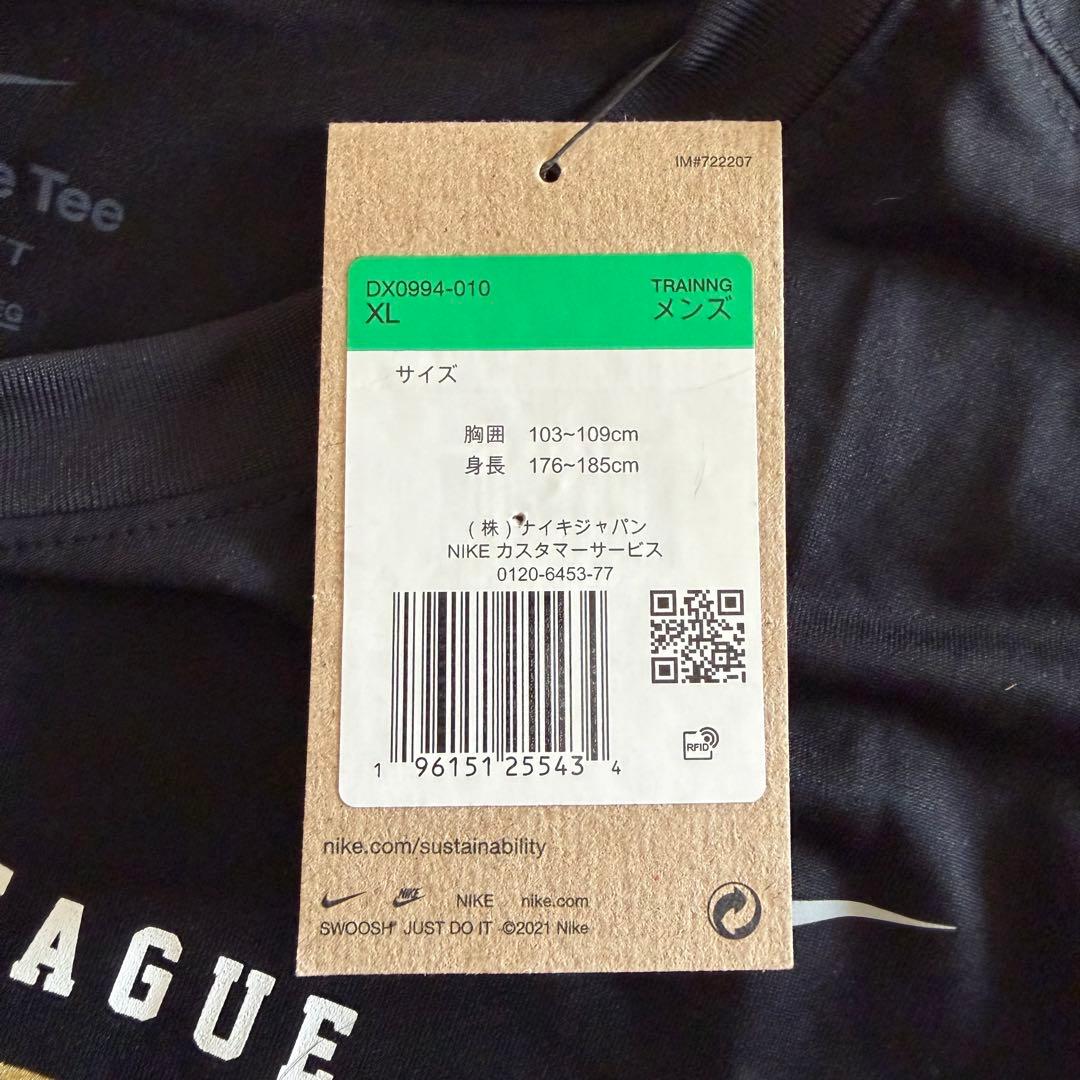 IM#722207
DX0994-010
TRAINNG
XL
メンズ
サイズ
胸囲 103~109cm
身長 176~185cm
(株)ナイキジャパン
NIKE カスタマーサービス
0120-6453-77
1 96151 25543 4
RFID
nike.com/sustainability
NIKE NIKE nike.com
SWOOSH® JUST DO IT ©2021 Nike
Tee
AGUE